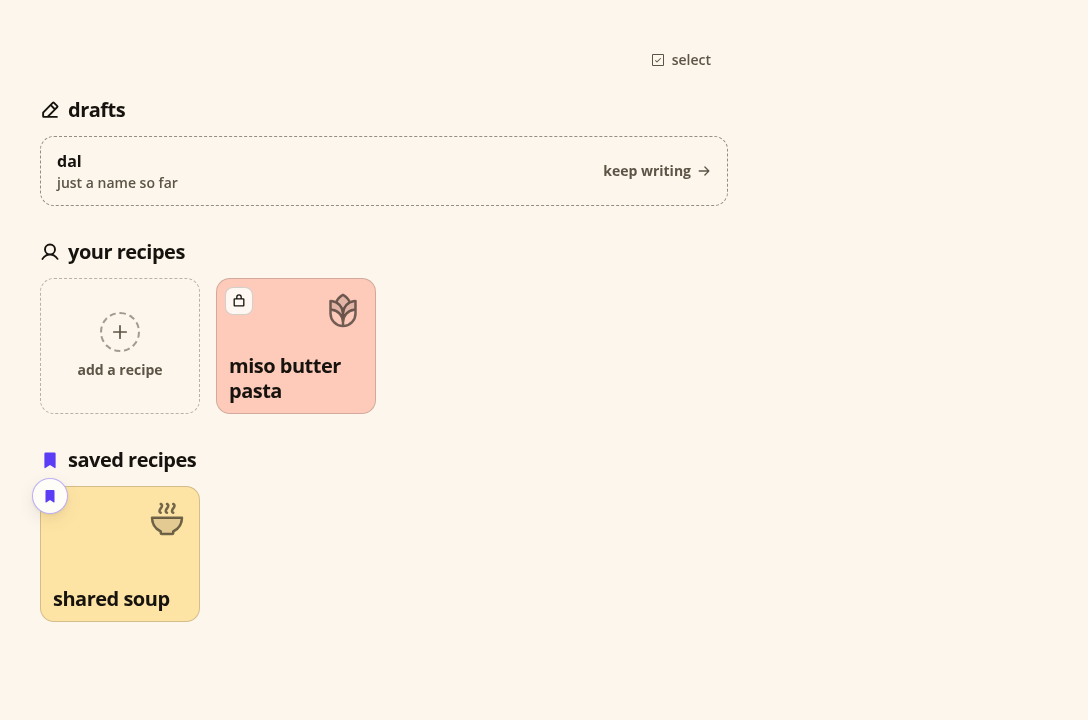 select
drafts
dal
just a name so far
keep writing
your recipes
add a recipe
miso butter
pasta
saved recipes
shared soup